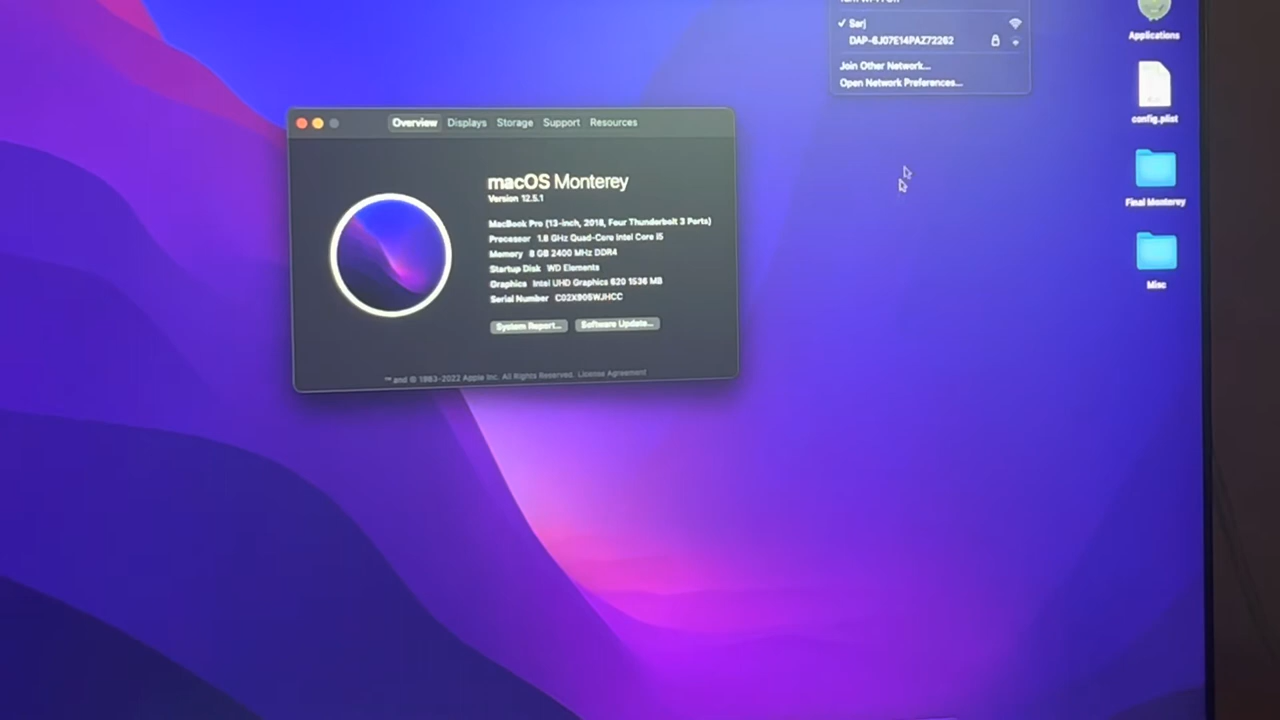 ✓ Sarj
DAP-6J07E14PAZ72262
Join Other Network...
Open Network Preferences...
Applications
config.plist
Final Monterey
Misc
Overview Displays Storage Support Resources
macOS Monterey
Version 12.5.1
MacBook Pro (13-inch, 2018, Four Thunderbolt 3 Ports)
Processor 1.8 GHz Quad-Core Intel Core i5
Memory 8 GB 2400 MHz DDR4
Startup Disk WD Elements
Graphics Intel UHD Graphics 620 1536 MB
Serial Number C02X905WJHCC
System Report... Software Update...
™ and © 1983-2022 Apple Inc. All Rights Reserved. License Agreement